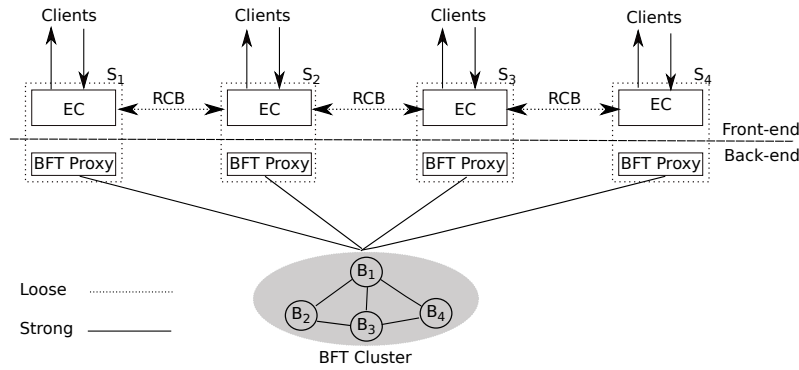 Clients Clients Clients Clients
S1 S2 S3 S4
EC RCB EC RCB EC RCB EC
Front-end
BFT Proxy BFT Proxy BFT Proxy BFT Proxy Back-end
B1
Loose
B2 B3 B4
Strong
BFT Cluster